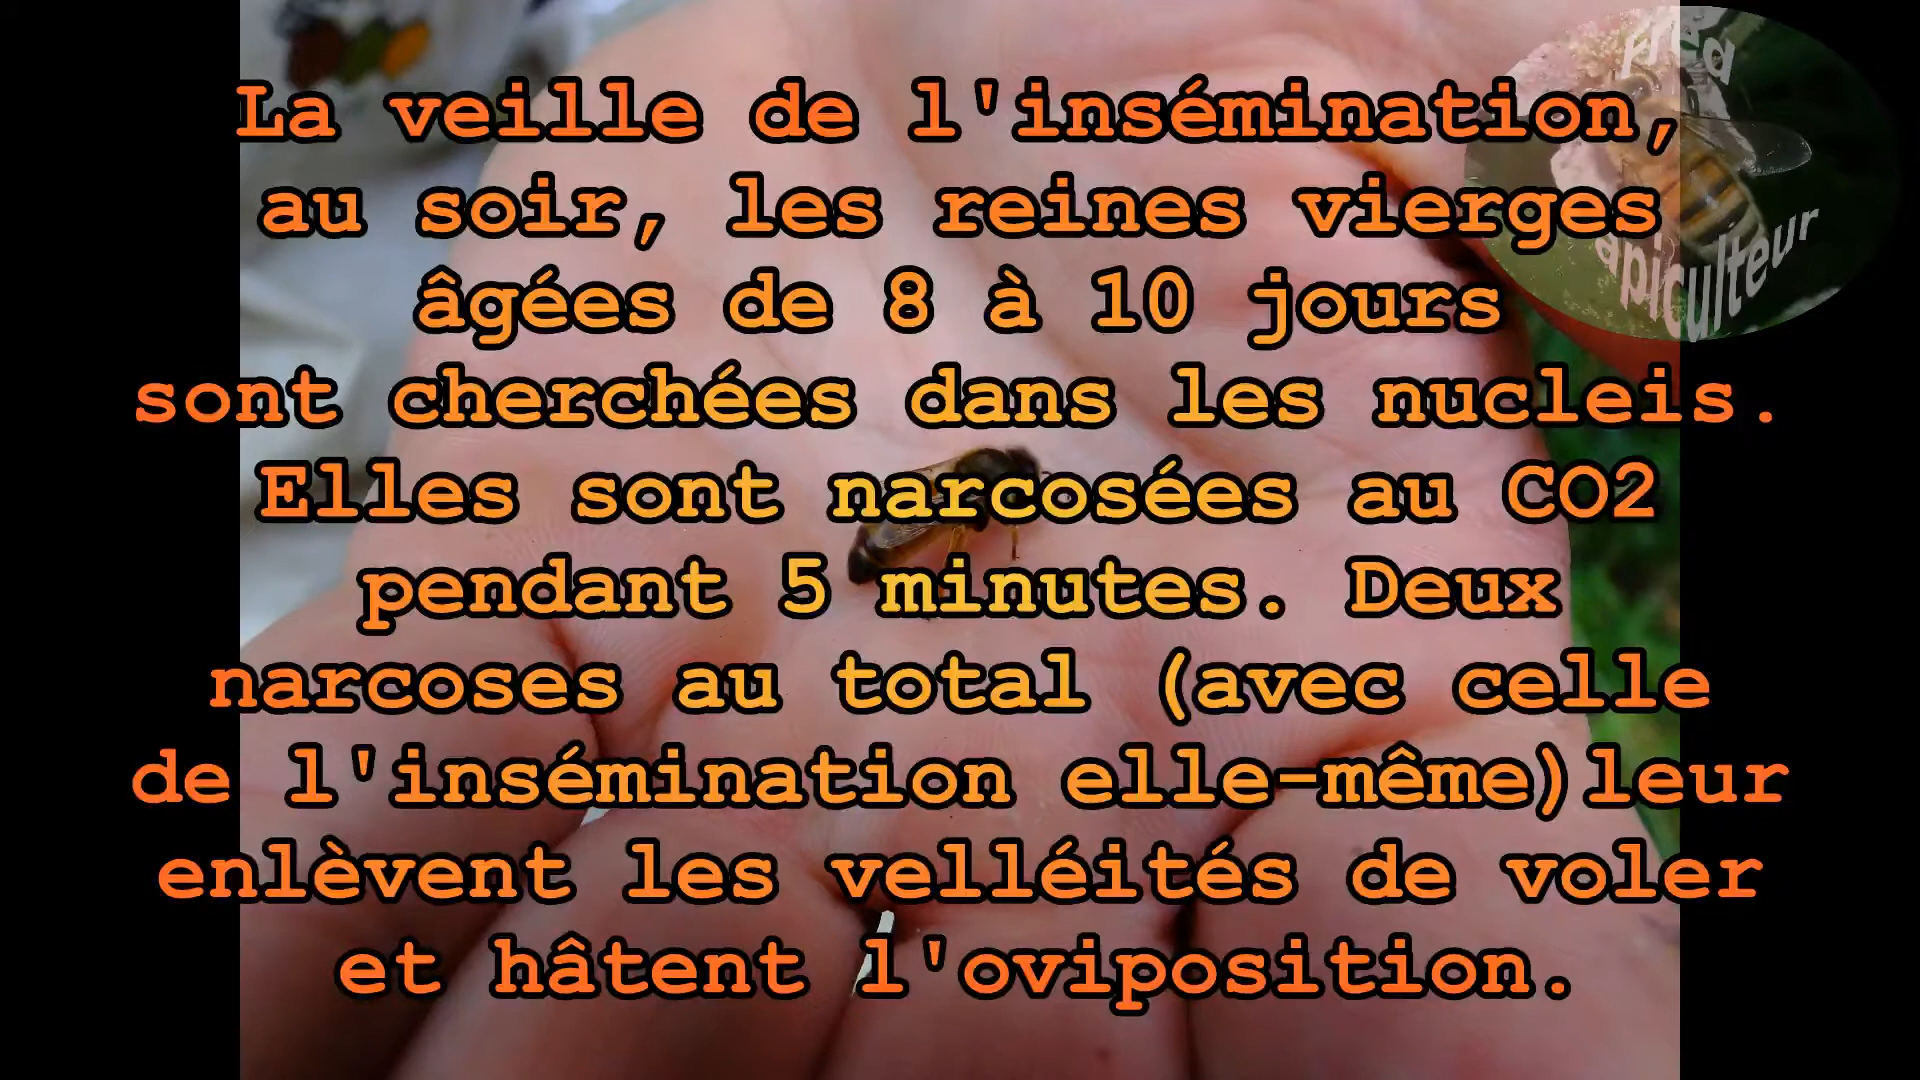 La veille de l'insémination,
au soir, les reines vierges
âgées de 8 à 10 jours
sont cherchées dans les nucleis.
Elles sont narcosées au CO2
pendant 5 minutes. Deux
narcoses au total (avec celle
de l'insémination elle-même)leur
enlèvent les velléités de voler
et hâtent l'oviposition.
apiculteur